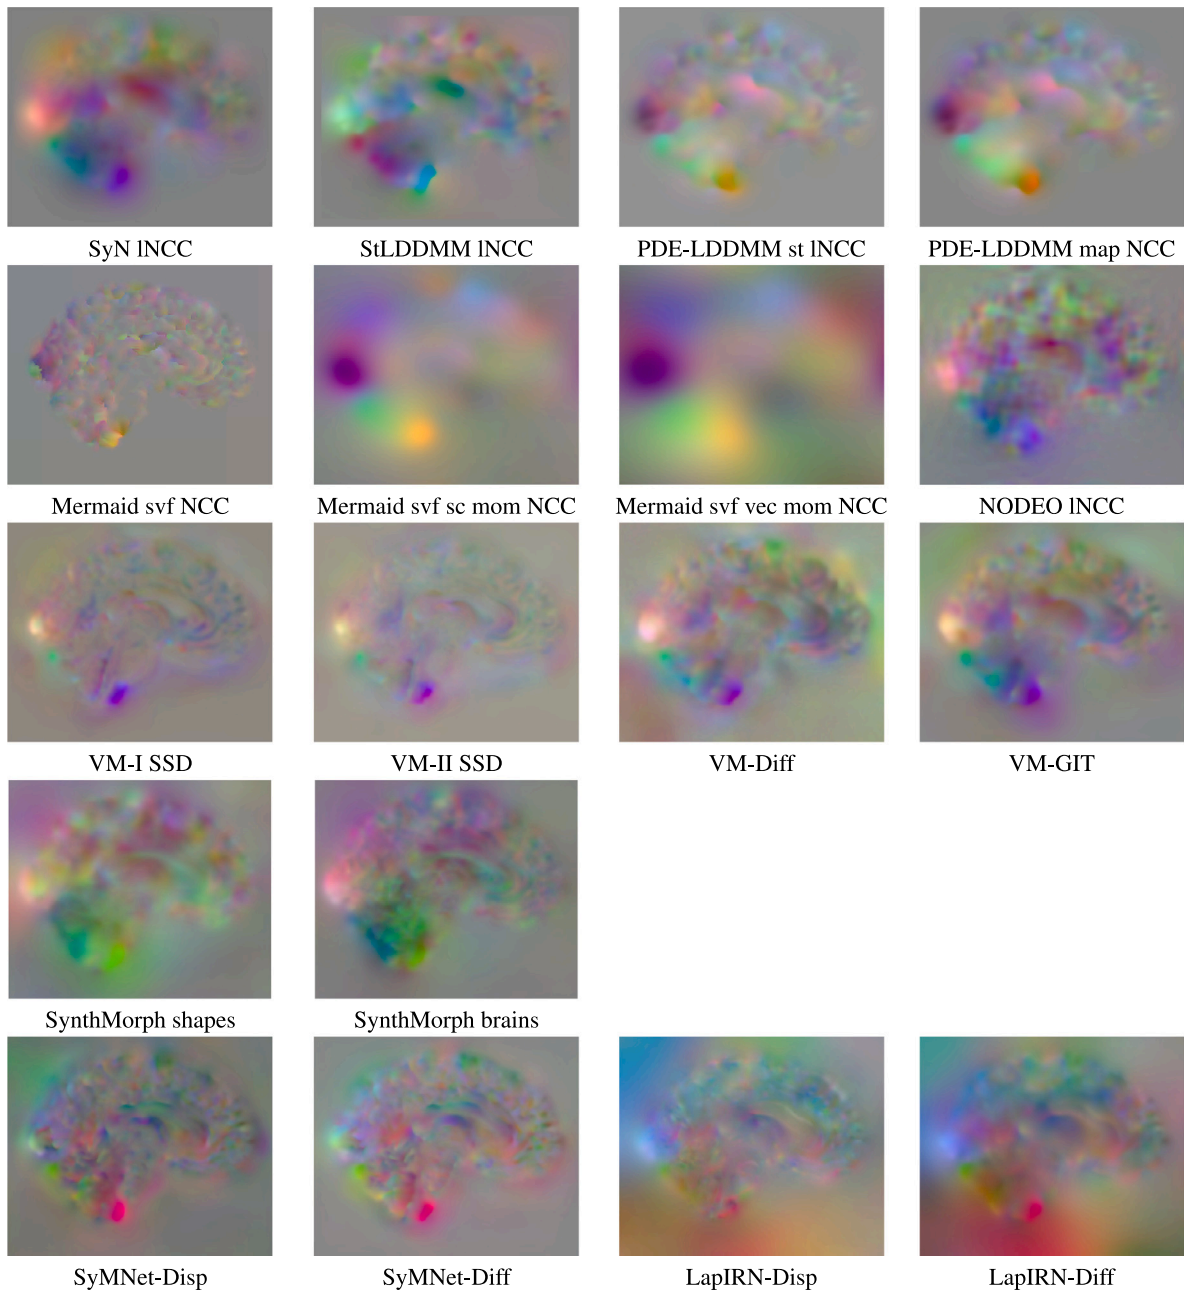 SyN lNCC
StLDDMM lNCC
PDE-LDDMM st lNCC
PDE-LDDMM map NCC
Mermaid svf NCC
Mermaid svf sc mom NCC
Mermaid svf vec mom NCC
NODEO lNCC
VM-I SSD
VM-II SSD
VM-Diff
VM-GIT
SynthMorph shapes
SynthMorph brains
SyMNet-Disp
SyMNet-Diff
LapIRN-Disp
LapIRN-Diff